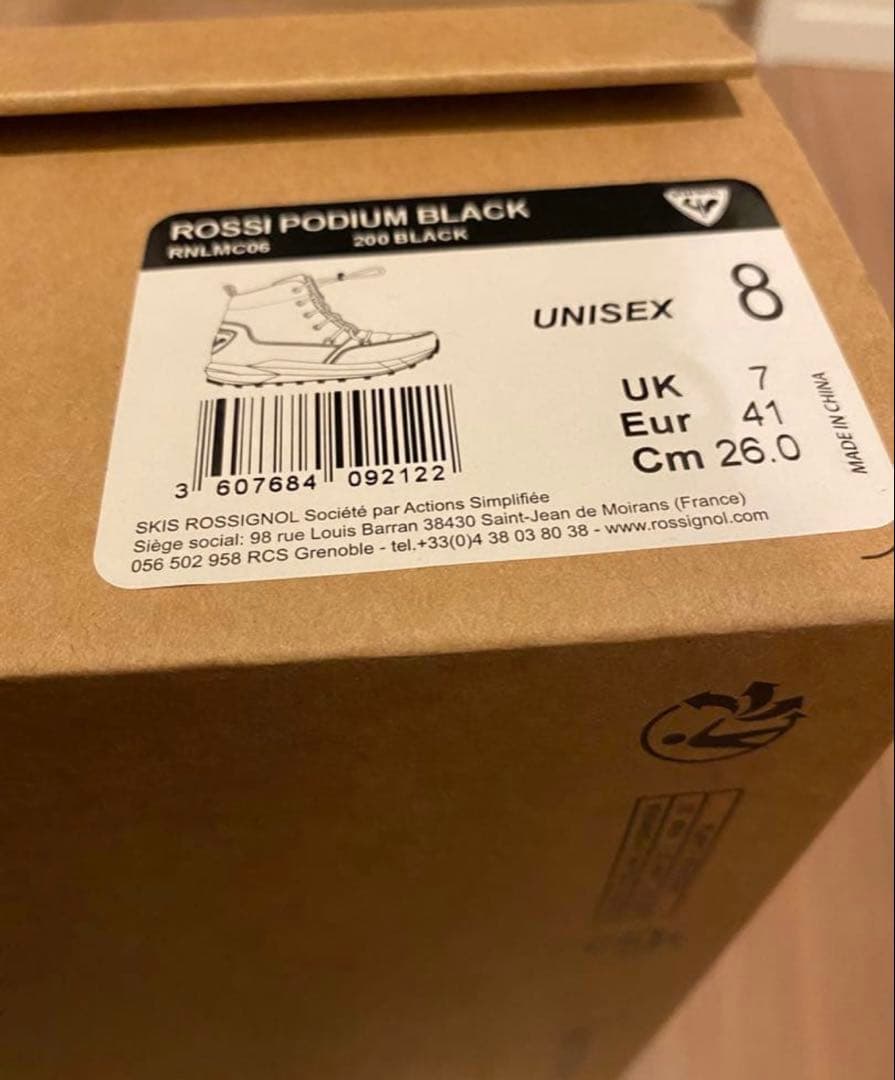 ROSSI PODIUM BLACK
RNLMC06 200 BLACK
UNISEX 8
UK 7
Eur 41
Cm 26.0
MADE IN CHINA
3 607684 092122
SKIS ROSSIGNOL Société par Actions Simplifiée
Siège social: 98 rue Louis Barran 38430 Saint-Jean de Moirans (France)
056 502 958 RCS Grenoble - tel.+33(0)4 38 03 80 38 - www.rossignol.com